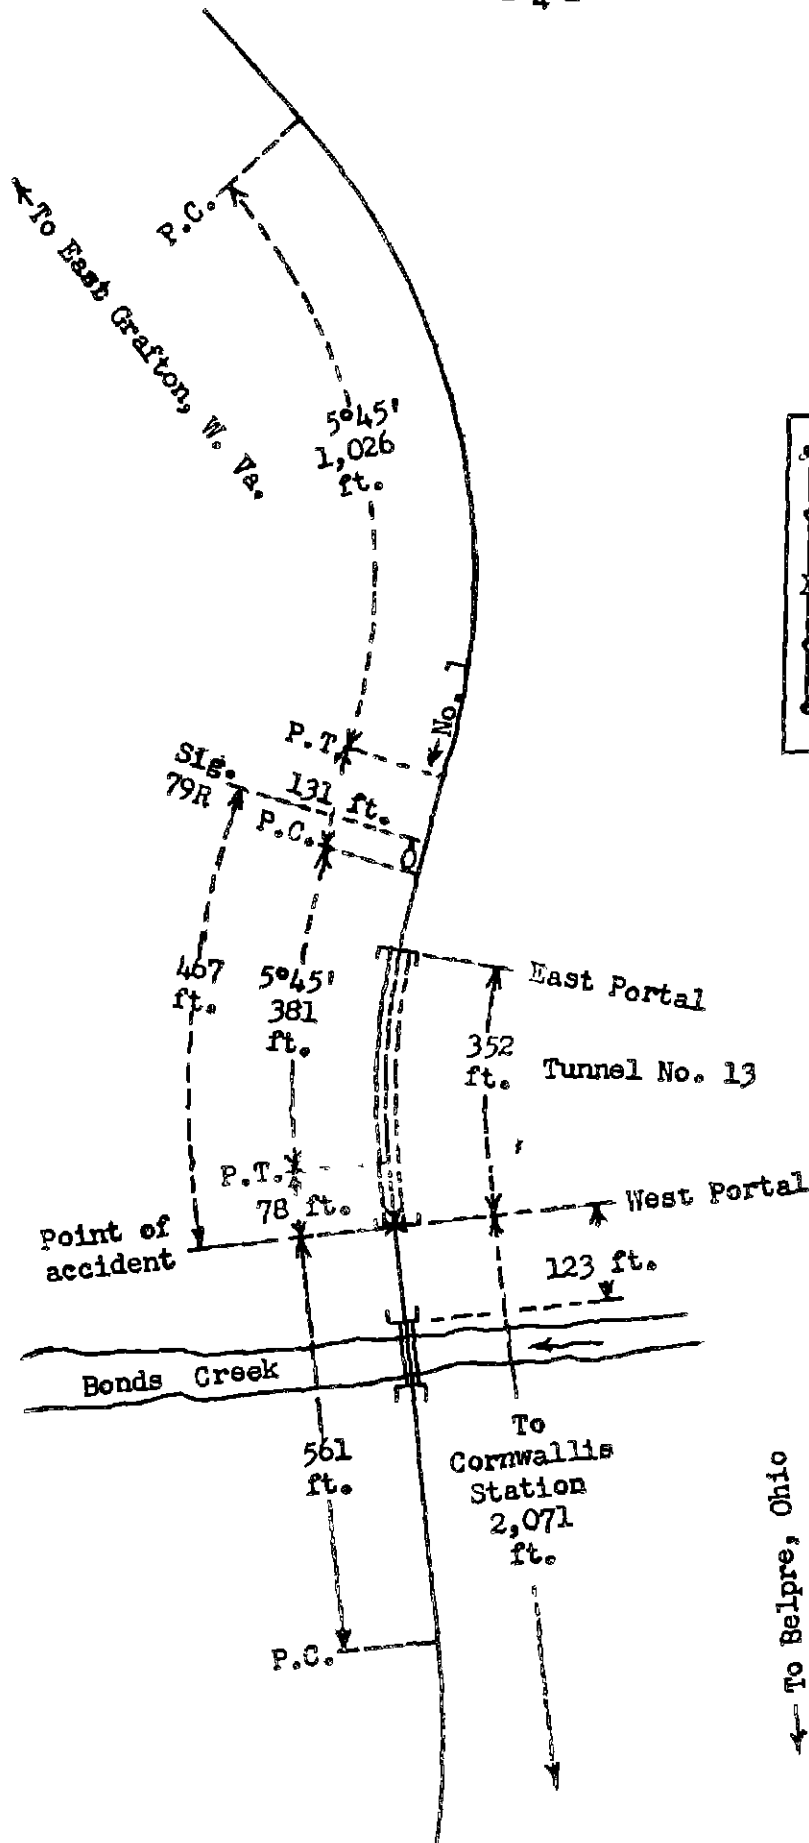 - 4 -
P.C.
To East Grafton, W. Va.
5°45'
1,026
ft.
No. 1
P.T.
Sig.
79R
131 ft.
P.C.
467
ft.
5°45'
381
ft.
East Portal
352
ft.
Tunnel No. 13
P.T.
78 ft.
West Portal
Point of
accident
123 ft.
Bonds Creek
561
ft.
To
Cornwallis
Station
2,071
ft.
P.C.
To Belpre, Ohio